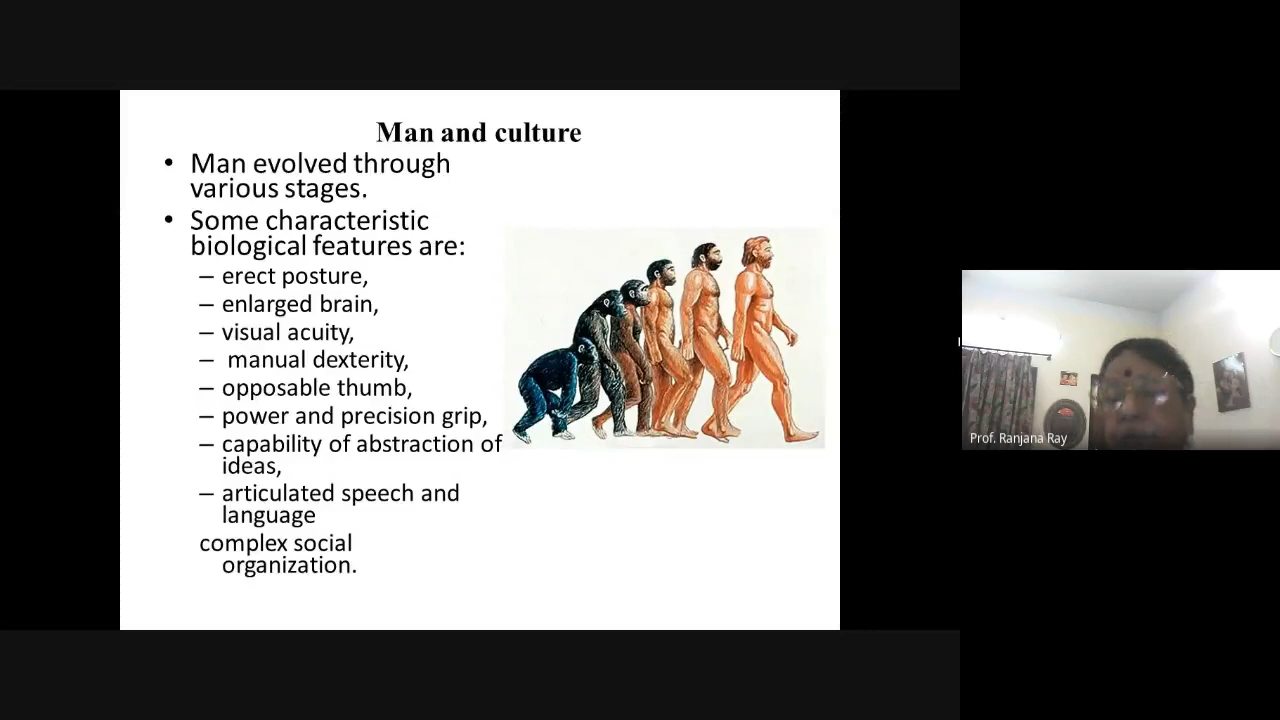 Man and culture
• Man evolved through
various stages.
• Some characteristic
biological features are:
– erect posture,
– enlarged brain,
– visual acuity,
– manual dexterity,
– opposable thumb,
– power and precision grip,
– capability of abstraction of
ideas,
– articulated speech and
language
complex social
organization.
Prof. Ranjana Ray